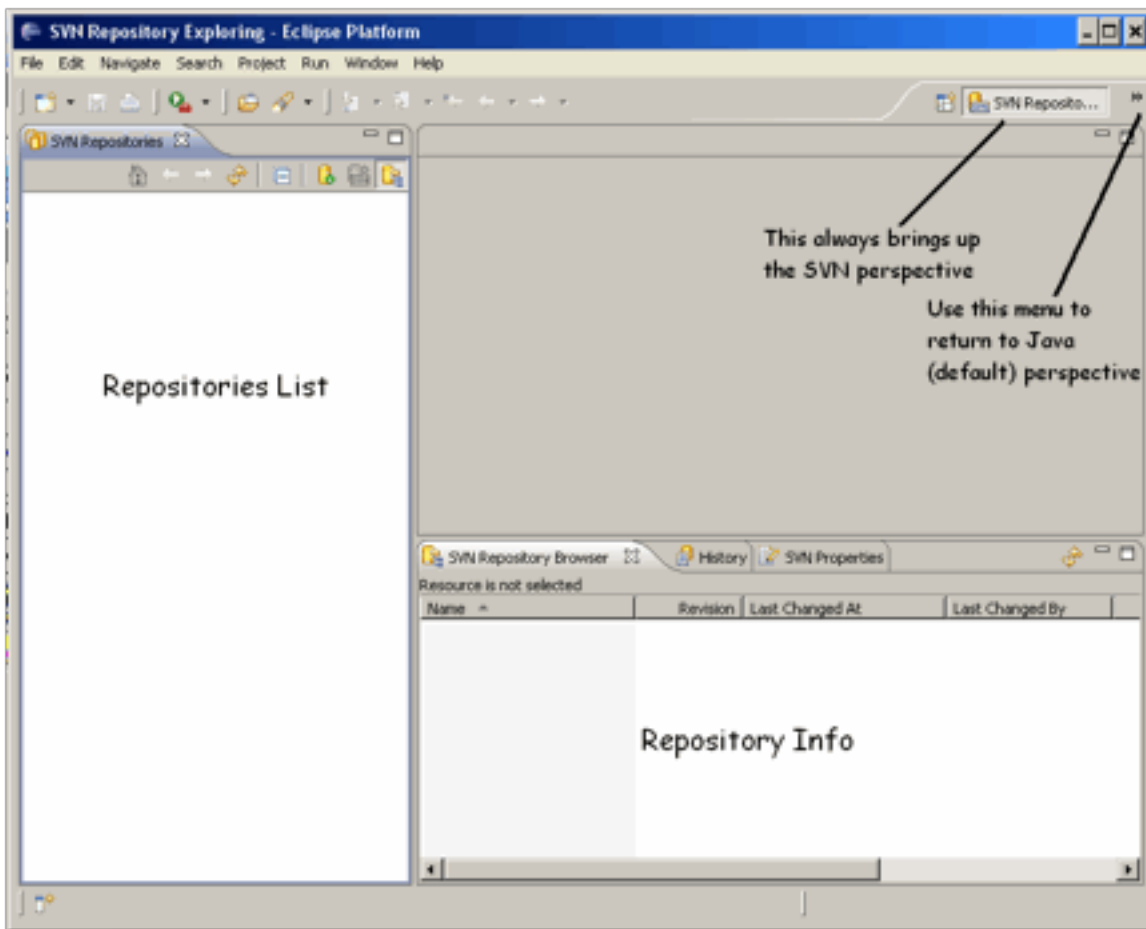 SVN Repository Exploring - Eclipse Platform
File Edit Navigate Search Project Run Window Help
SVN Reposito...
SVN Repositories
This always brings up
the SVN perspective
Use this menu to
return to Java
(default) perspective
Repositories List
SVN Repository Browser History SVN Properties
Resource is not selected
Name Revision Last Changed At Last Changed By
Repository Info